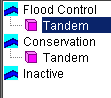 Flood Control
Tandem
Conservation
Tandem
Inactive